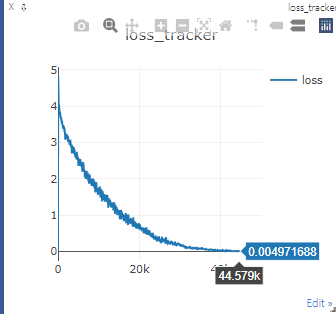 X
loss_tracker
loss_tracker
5
loss
4
3
2
1
0
0.004971688
0
20k
44.579k
Edit »